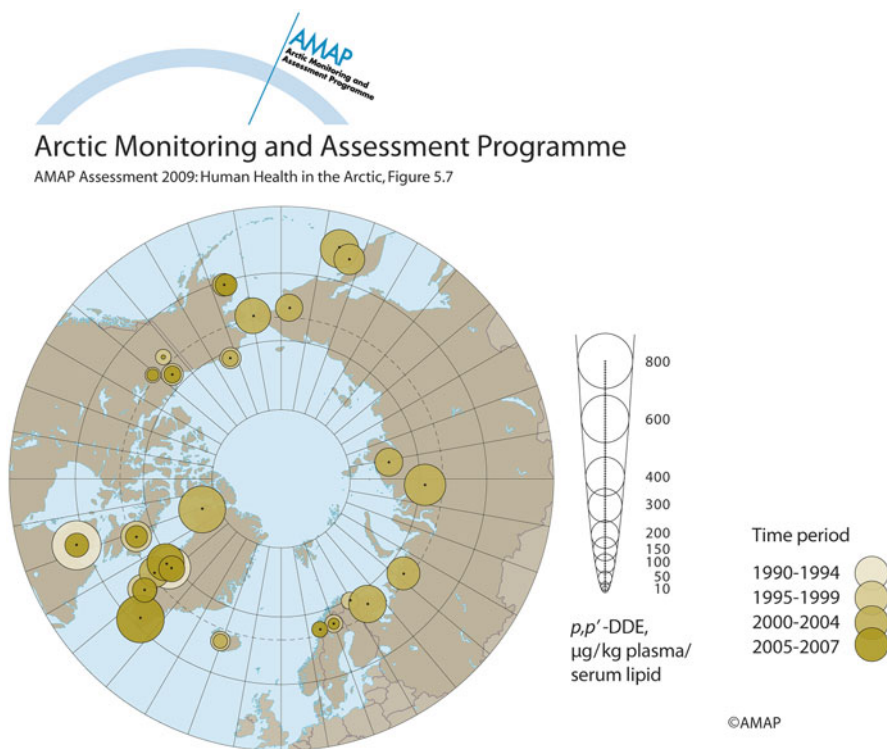 AMAP
Arctic Monitoring and
Assessment Programme
Arctic Monitoring and Assessment Programme
AMAP Assessment 2009: Human Health in the Arctic, Figure 5.7
800
600
400
300
200
150
100
50
10
p,p′-DDE,
µg/kg plasma/
serum lipid
Time period
1990-1994
1995-1999
2000-2004
2005-2007
©AMAP